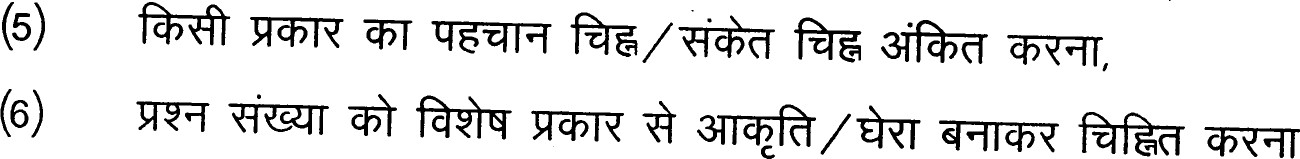 (5) किसी प्रकार का पहचान चिह्न/संकेत चिह्न अंकित करना,
(6) प्रश्न संख्या को विशेष प्रकार से आकृति/घेरा बनाकर चिह्नित करना